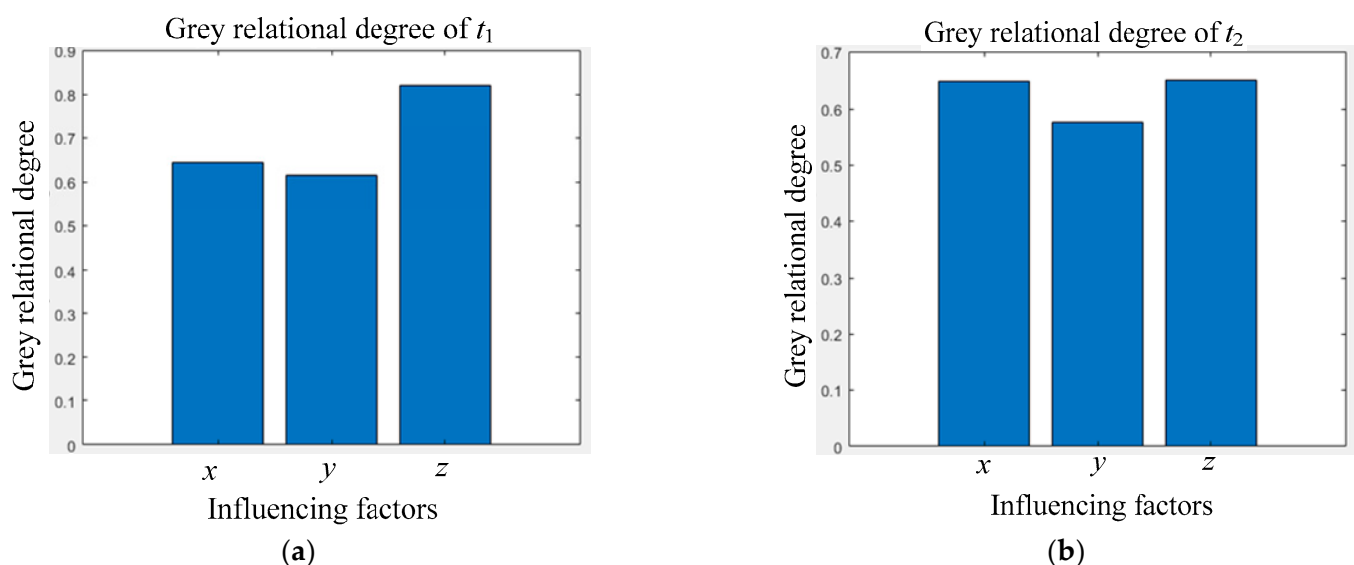 Grey relational degree of t₁
Grey relational degree
0.9
0.8
0.7
0.6
0.5
0.4
0.3
0.2
0.1
0
x y z
Influencing factors
(a)
Grey relational degree of t₂
Grey relational degree
0.7
0.6
0.5
0.4
0.3
0.2
0.1
0
x y z
Influencing factors
(b)